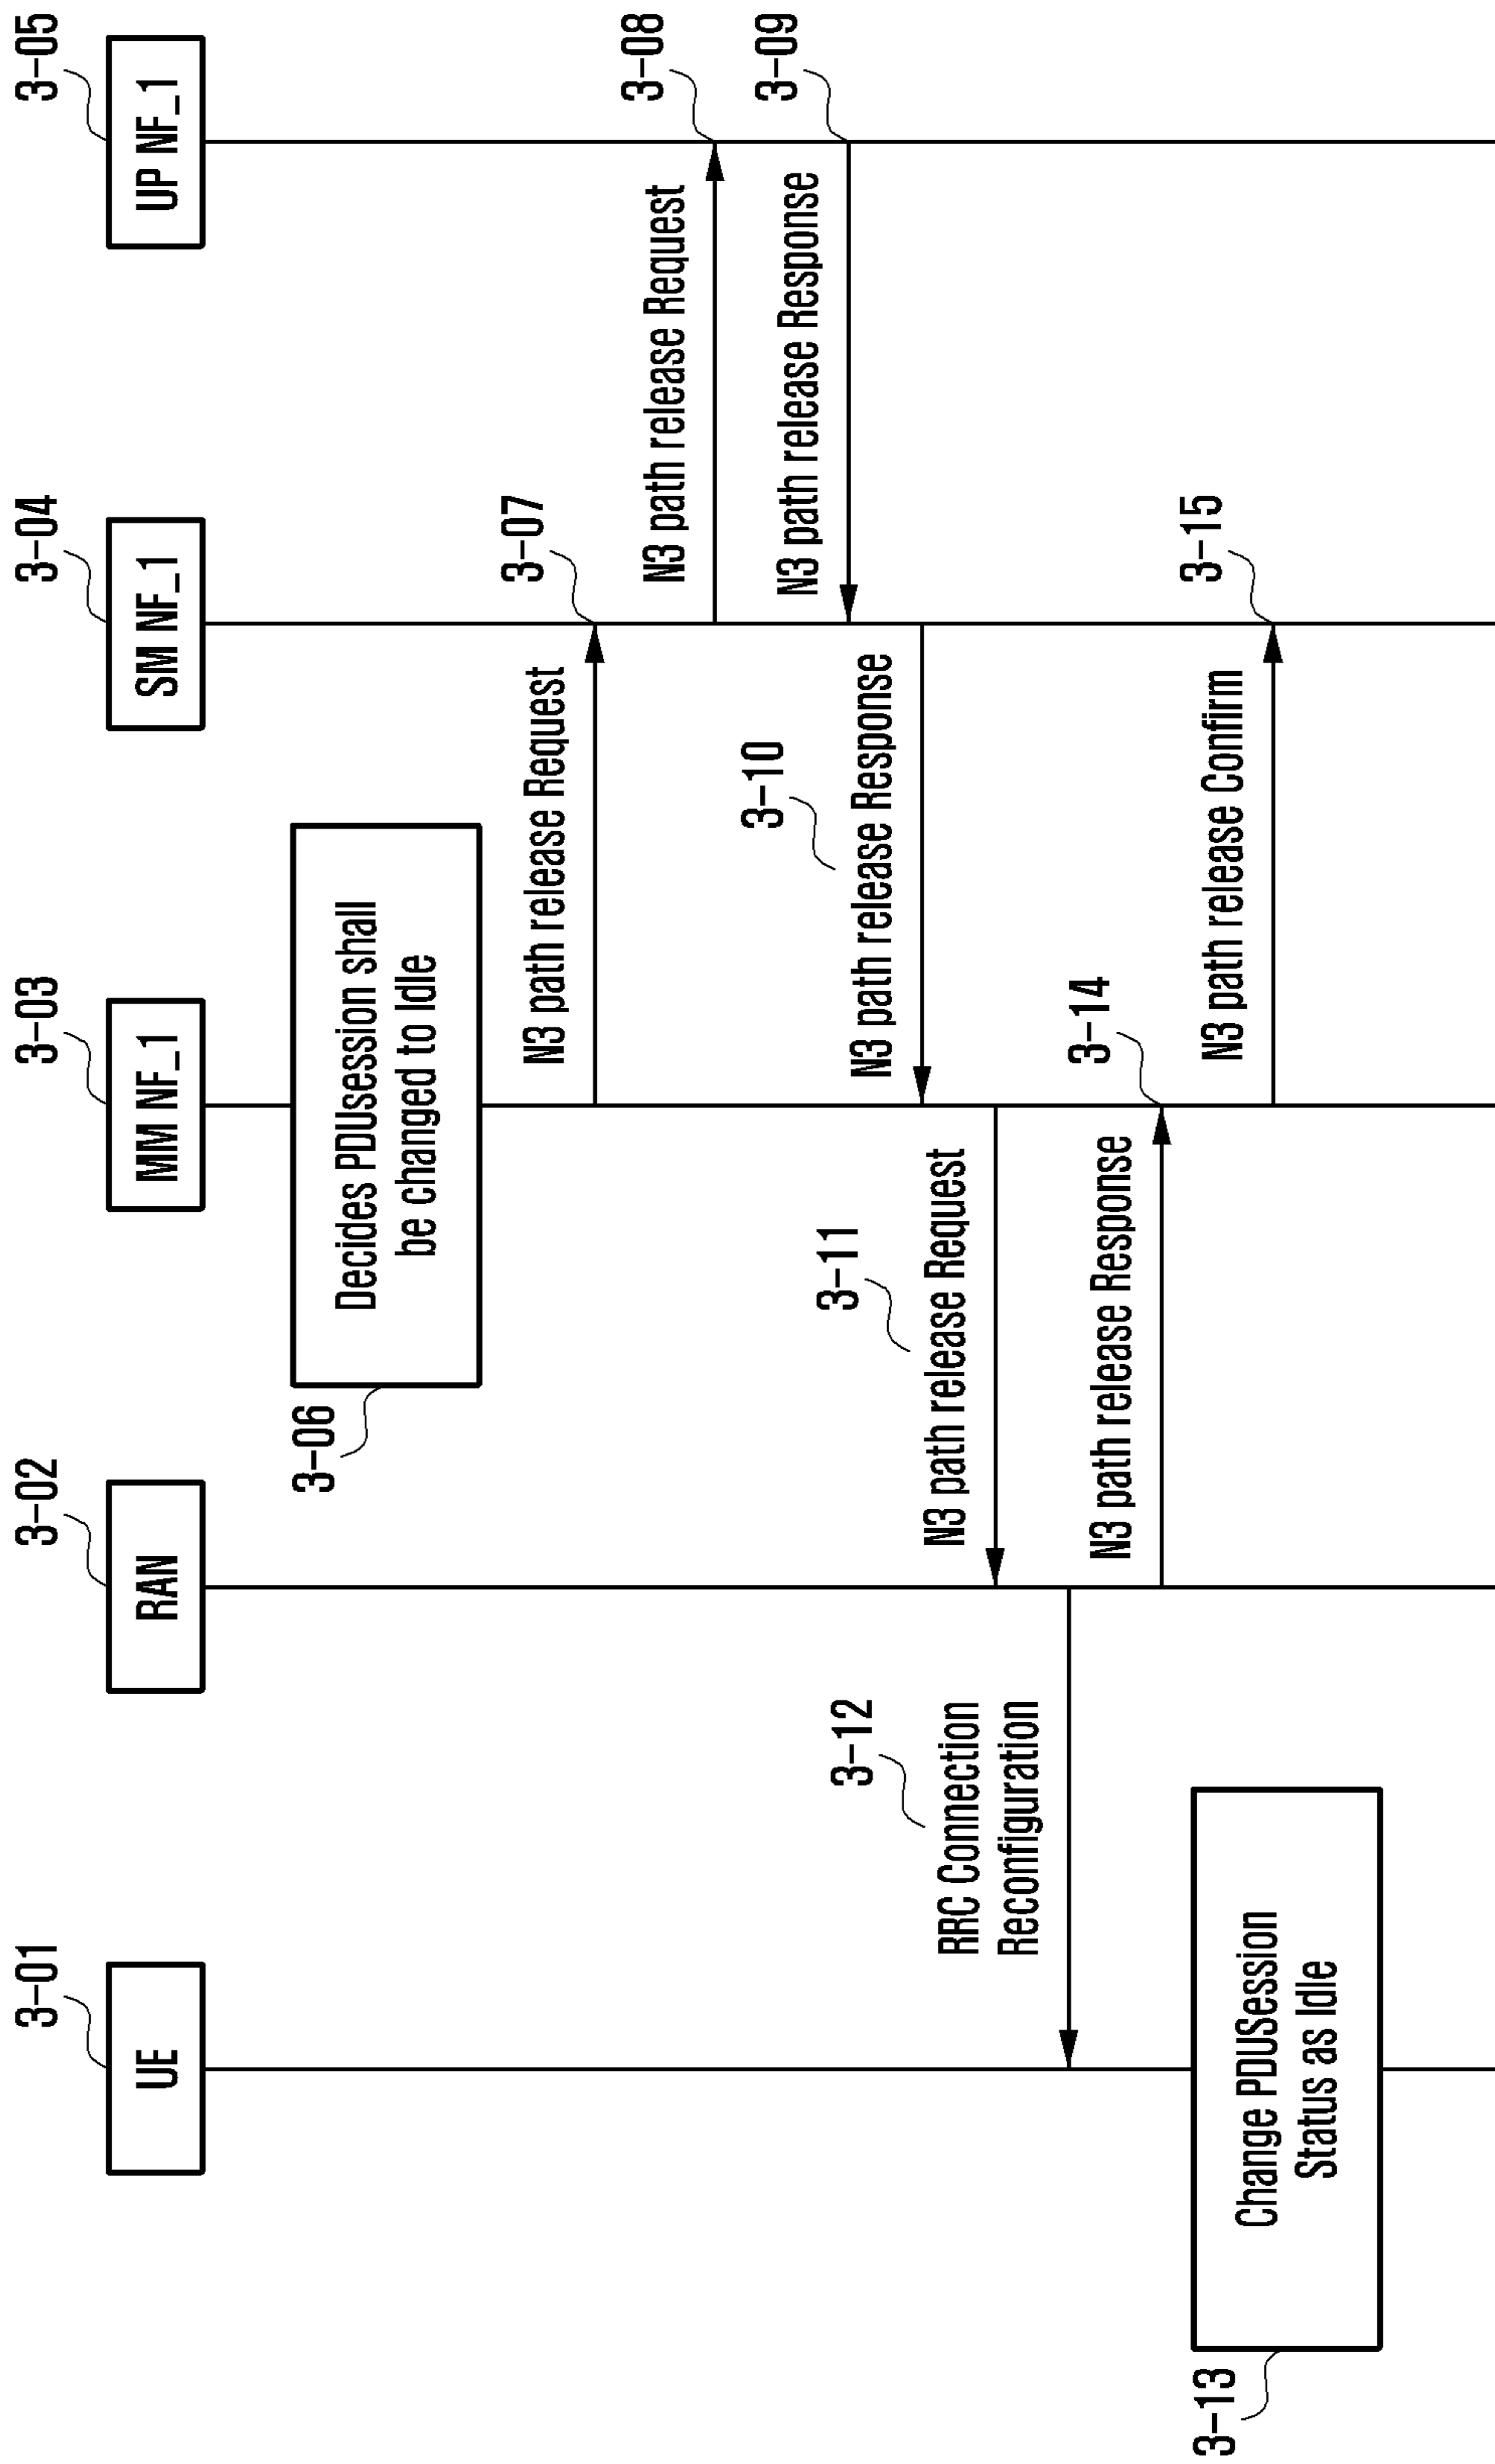 3-01
3-02
3-03
3-04
3-05
UE
RAN
MM NF_1
SM NF_1
UP NF_1
3-06
Decides PDUsession shall
be changed to Idle
3-07
N3 path release Request
3-08
N3 path release Request
3-09
N3 path release Response
3-10
N3 path release Response
3-11
N3 path release Request
3-12
RRC Connection
Reconfiguration
3-13
Change PDUSession
Status as Idle
3-14
N3 path release Response
3-15
N3 path release Confirm